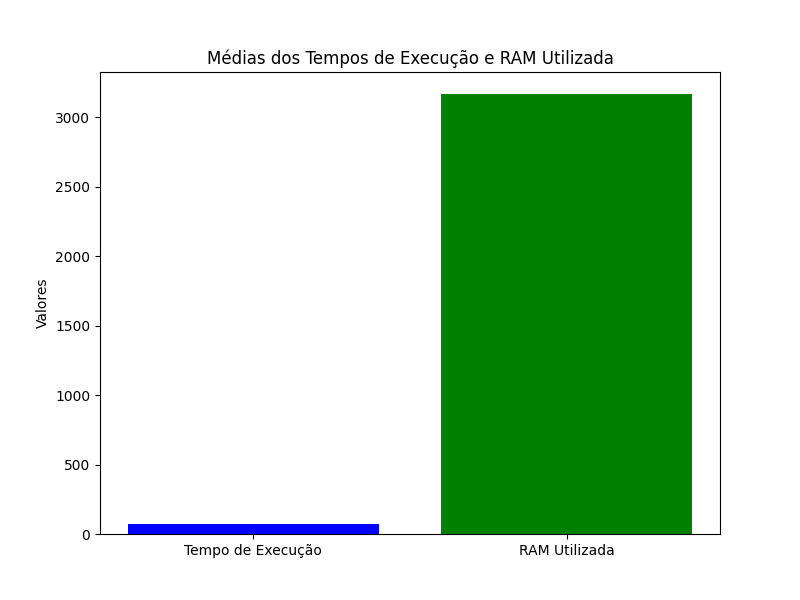 Médias dos Tempos de Execução e RAM Utilizada
Valores
3000
2500
2000
1500
1000
500
0
Tempo de Execução
RAM Utilizada